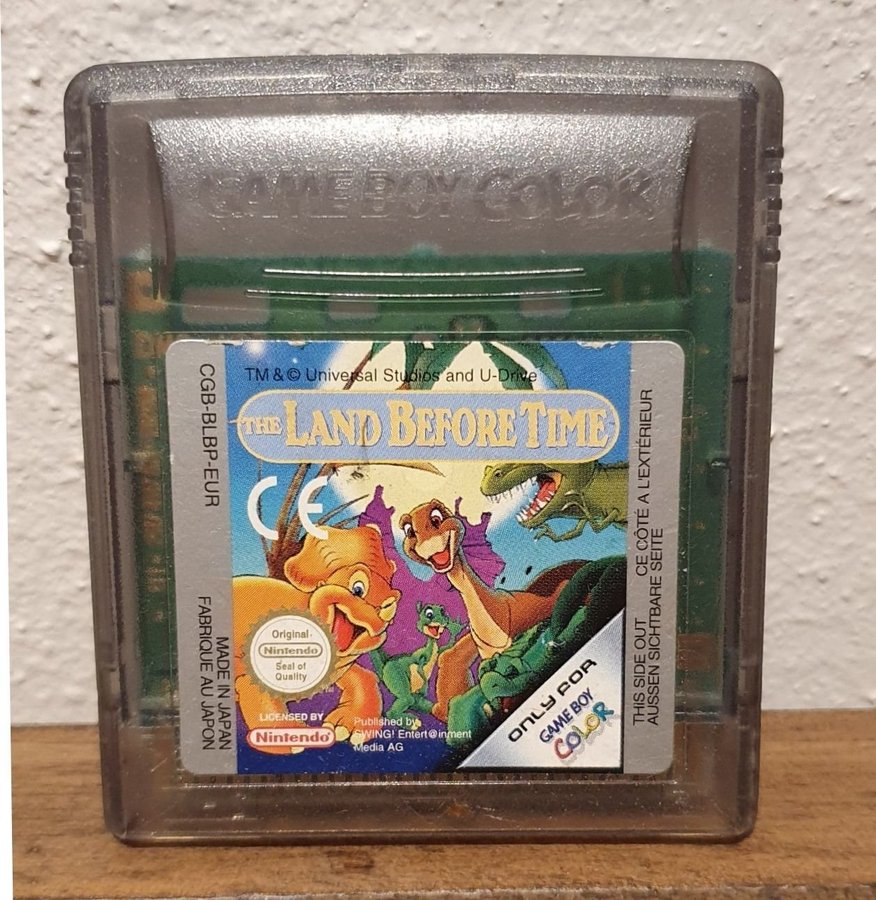 GAME BOY COLOR
TM & © Universal Studios and U-Drive
THE LAND BEFORE TIME
CE
CGB-BLBP-EUR
MADE IN JAPAN
FABRIQUE AU JAPON
Original
Nintendo
Seal of
Quality
LICENSED BY
Nintendo
Published by
SWING! Entert@inment
Media AG
ONLY FOR
GAME BOY
COLOR
THIS SIDE OUT CE CÔTÉ A L'EXTÉRIEUR
AUSSEN SICHTBARE SEITE